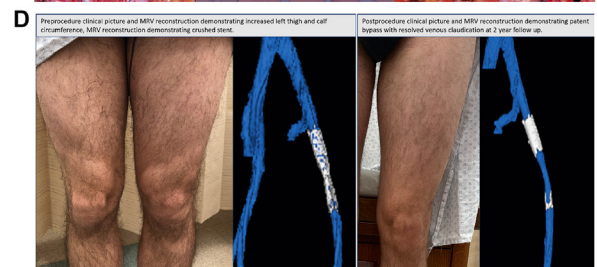 D
Preprocedure clinical picture and MRV reconstruction demonstrating increased left thigh and calf
circumference, MRV reconstruction demonstrating crushed stent.
Postprocedure clinical picture and MRV reconstruction demonstrating patent
bypass with resolved venous claudication at 2 year follow up.